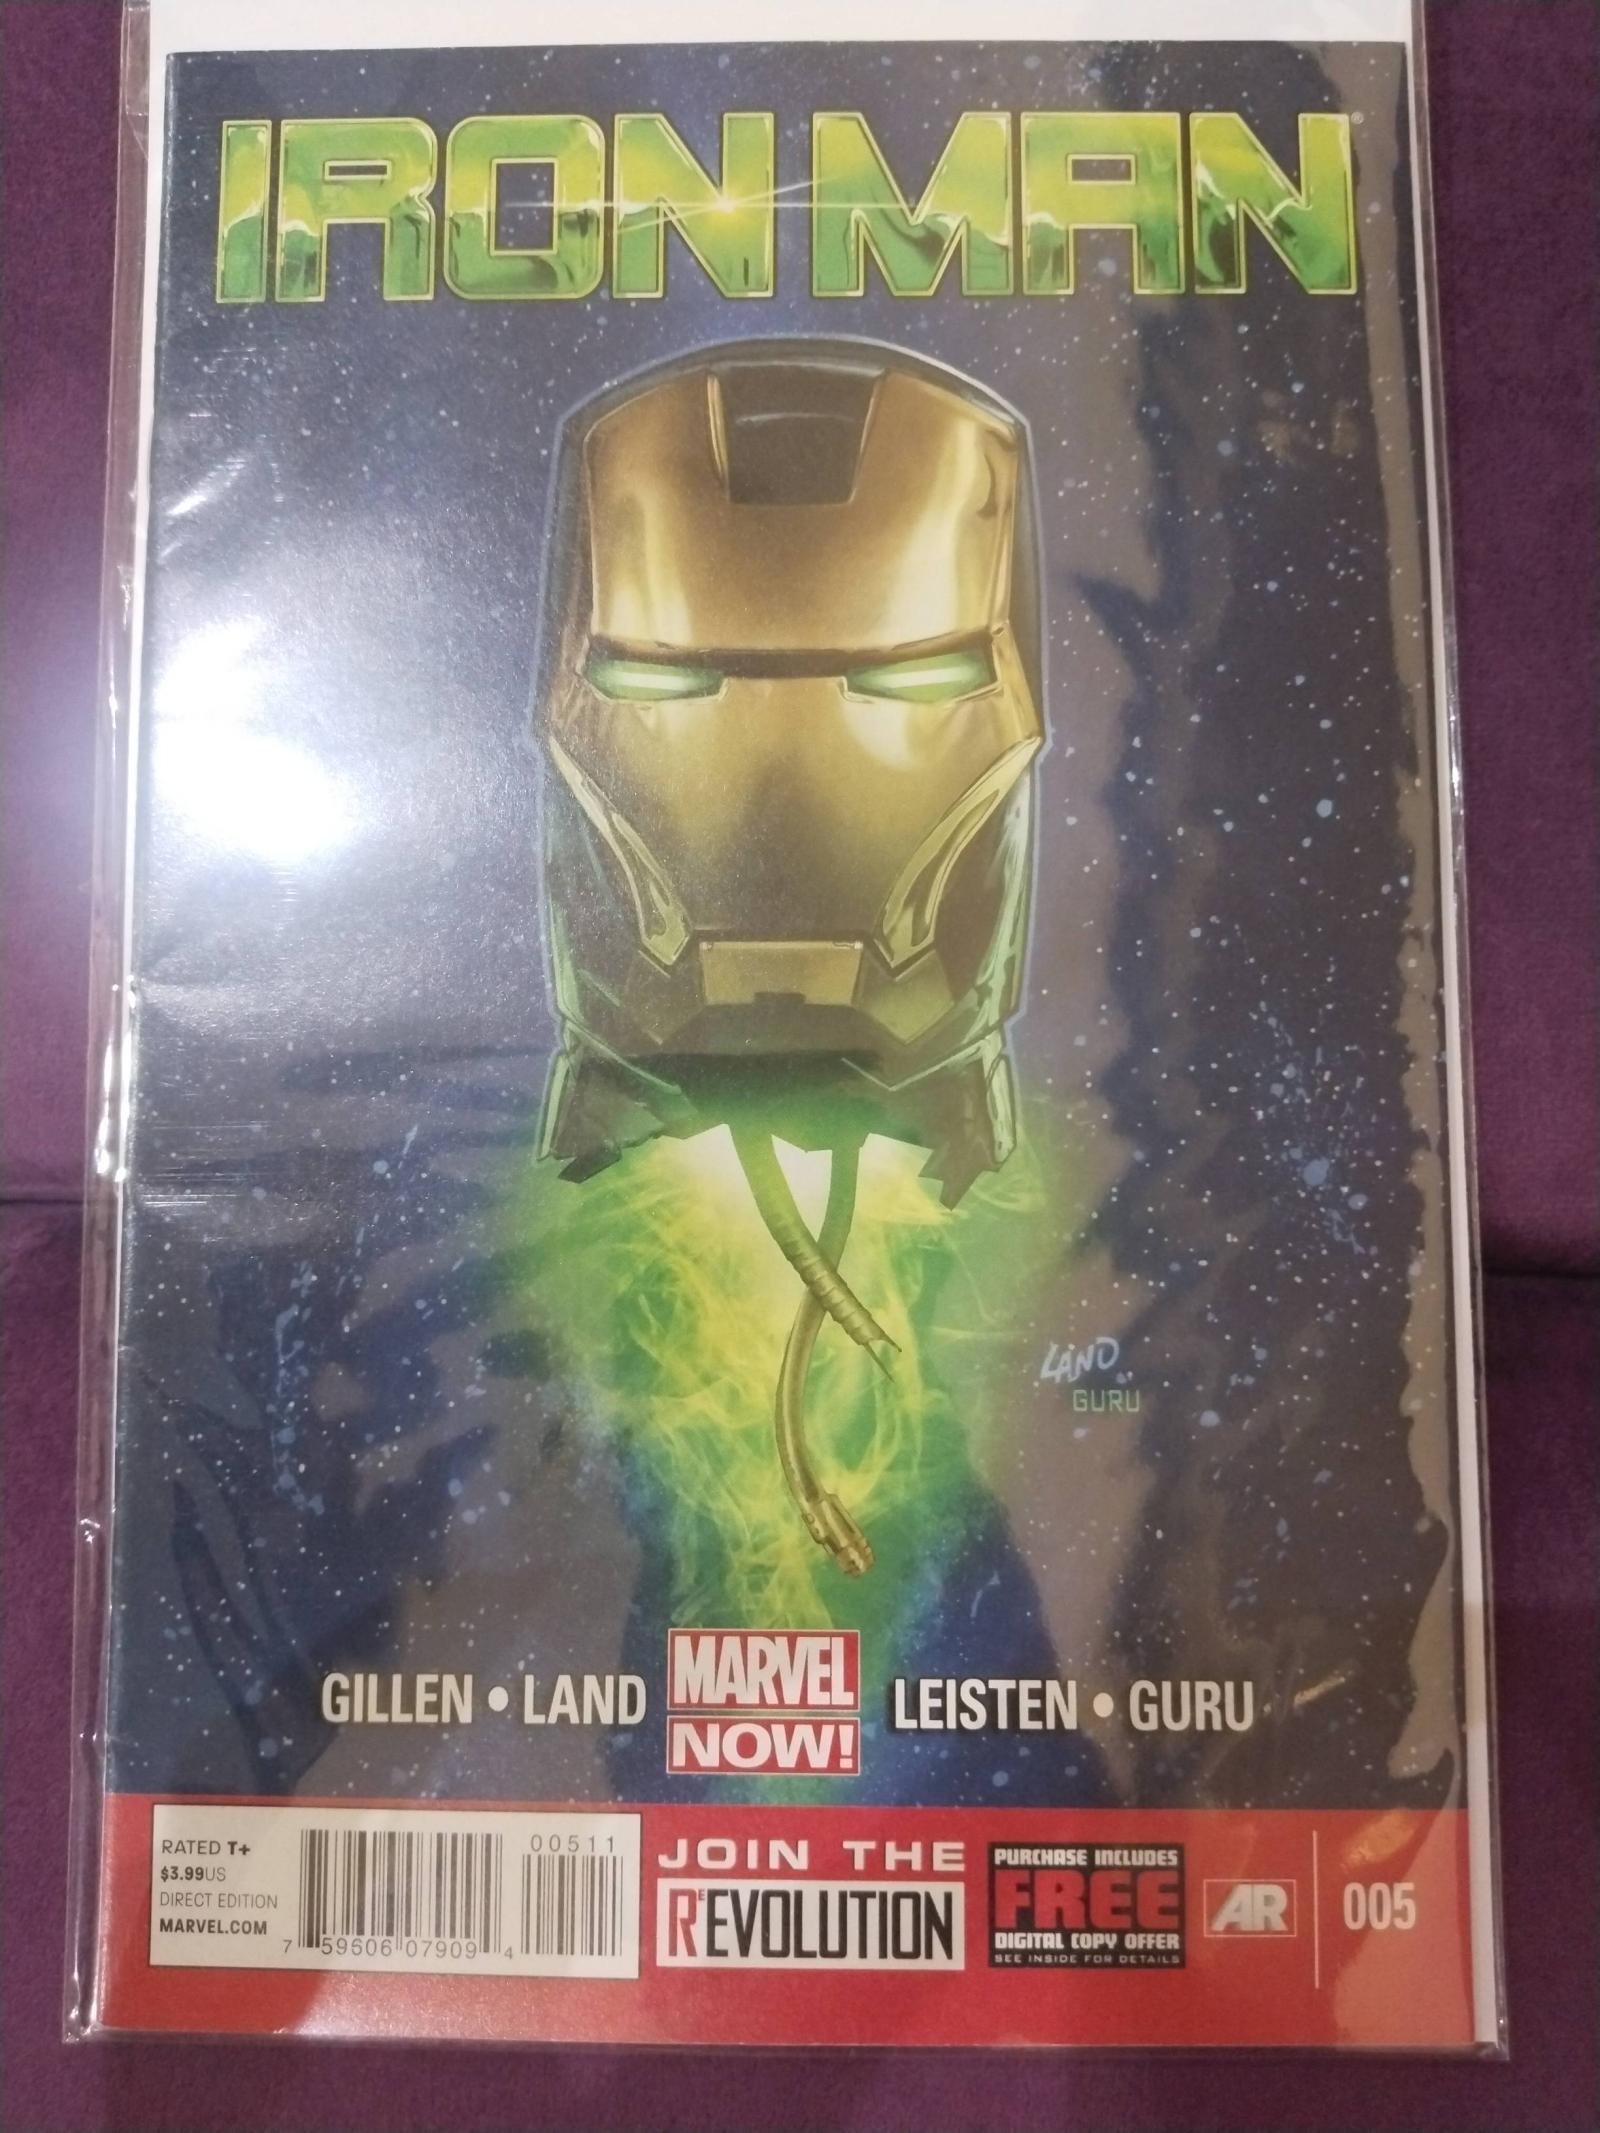 IRON MAN®
LAND
GURU
GILLEN • LAND
MARVEL
NOW!
LEISTEN • GURU
RATED T+
$3.99US
DIRECT EDITION
MARVEL.COM
00511
7 59606 07909 4
JOIN THE
ReEVOLUTION
PURCHASE INCLUDES
FREE
DIGITAL COPY OFFER
SEE INSIDE FOR DETAILS
AR
005